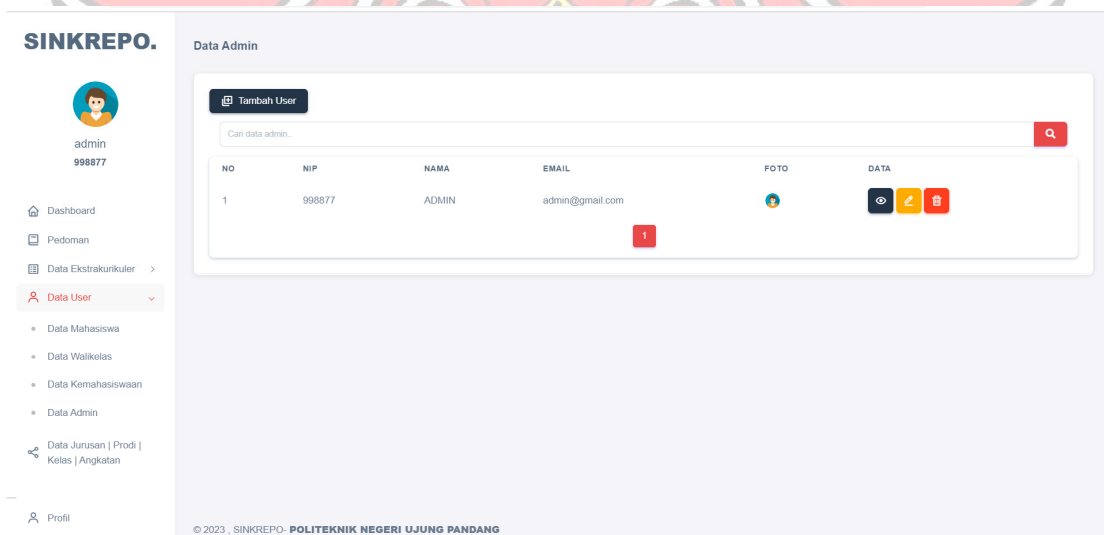 SINKREPO.
admin
998877
Dashboard
Pedoman
Data Ekstrakurikuler
Data User
Data Mahasiswa
Data Walikelas
Data Kemahasiswaan
Data Admin
Data Jurusan | Prodi |
Kelas | Angkatan
Profil
Data Admin
Tambah User
Cari data admin..
NO NIP NAMA EMAIL FOTO DATA
1 998877 ADMIN admin@gmail.com
1
© 2023 , SINKREPO- POLITEKNIK NEGERI UJUNG PANDANG